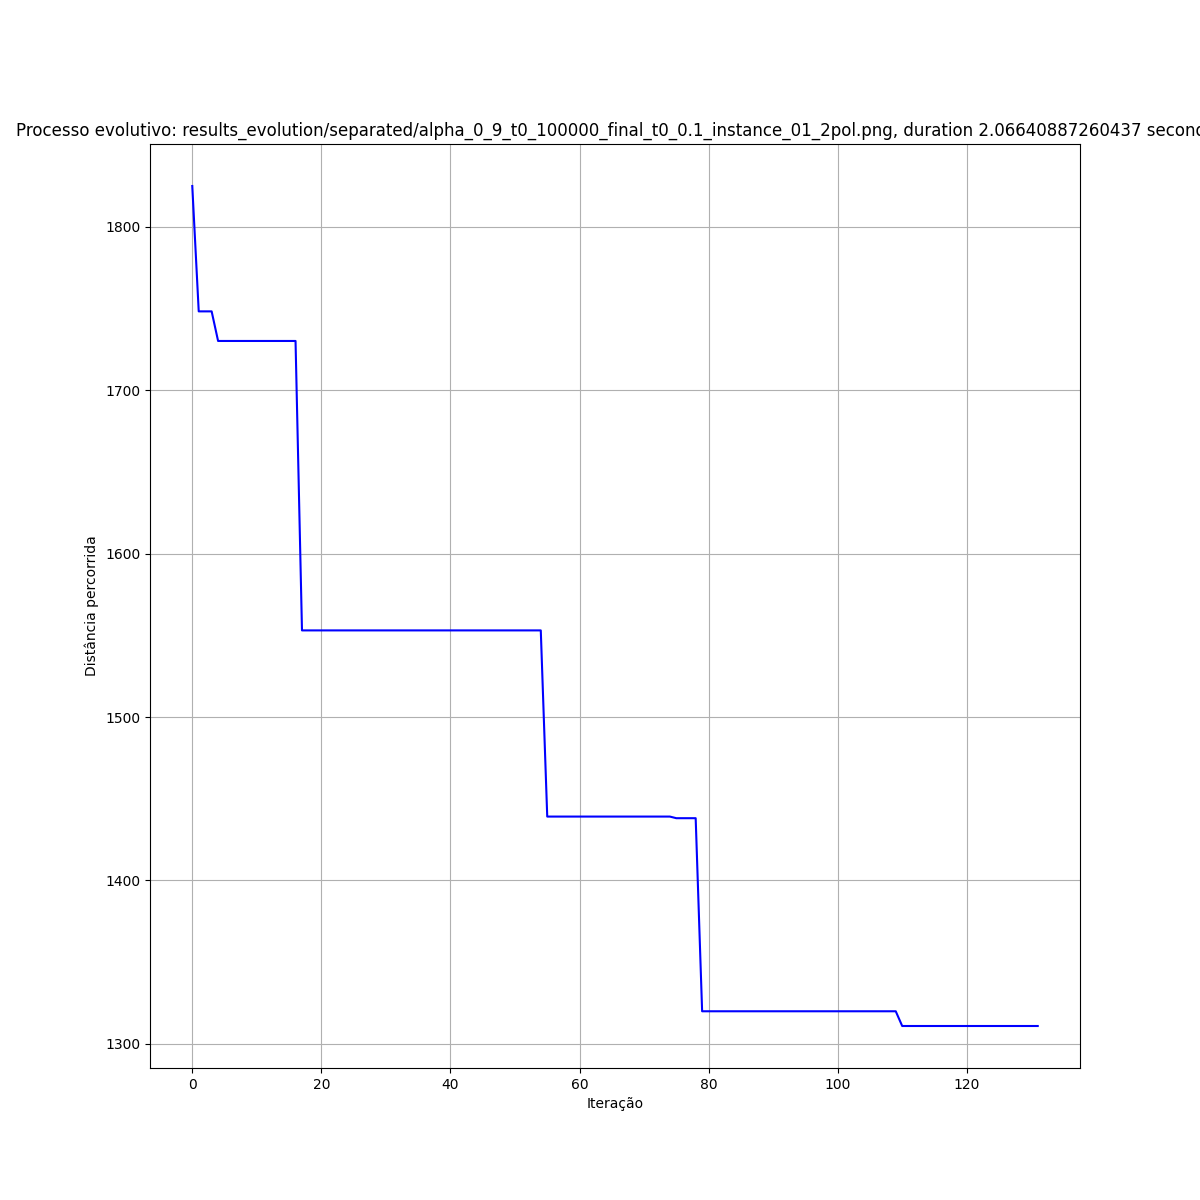 Processo evolutivo: results_evolution/separated/alpha_0_9_t0_100000_final_t0_0.1_instance_01_2pol.png, duration 2.06640887260437
1800
1700
1600
1500
1400
1300
Distância percorrida
0 20 40 60 80 100 120
Iteração